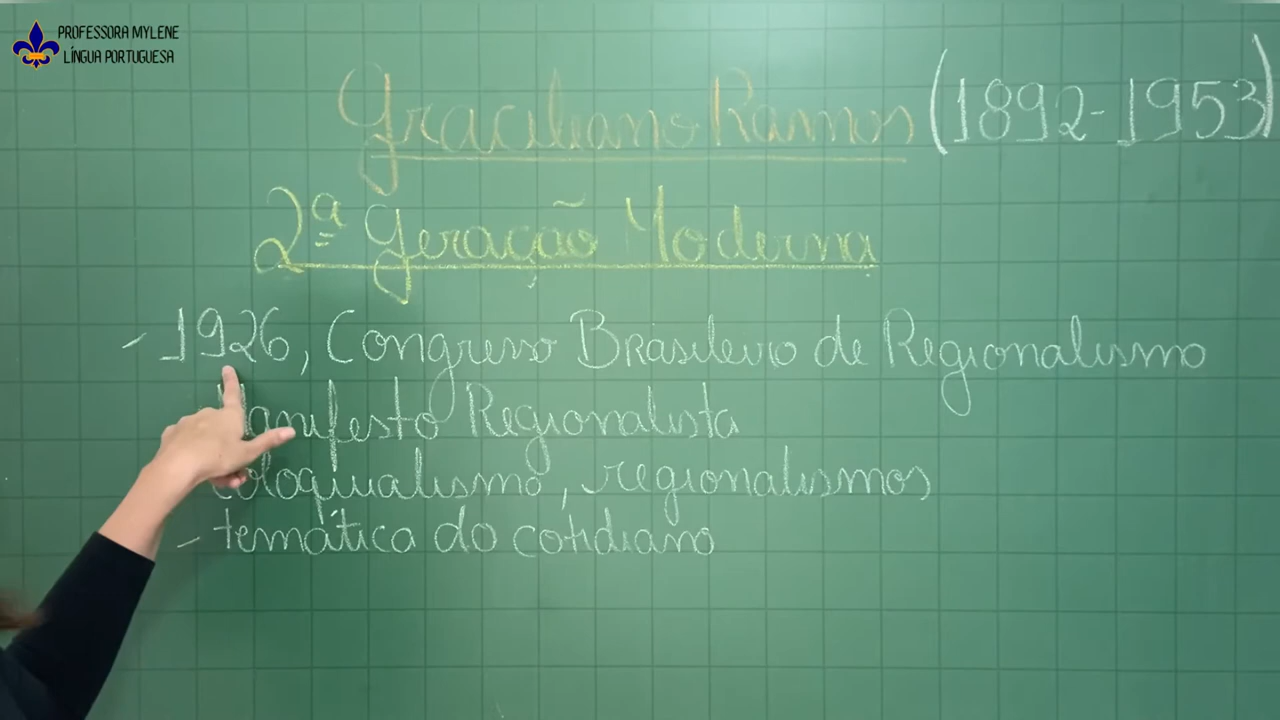 PROFESSORA MYLENE
LÍNGUA PORTUGUESA
Graciliano Ramos (1892-1953)
2ª Geração Moderna
- 1926, Congresso Brasileiro de Regionalismo
Manifesto Regionalista
coloquialismo, regionalismos
- temática do cotidiano